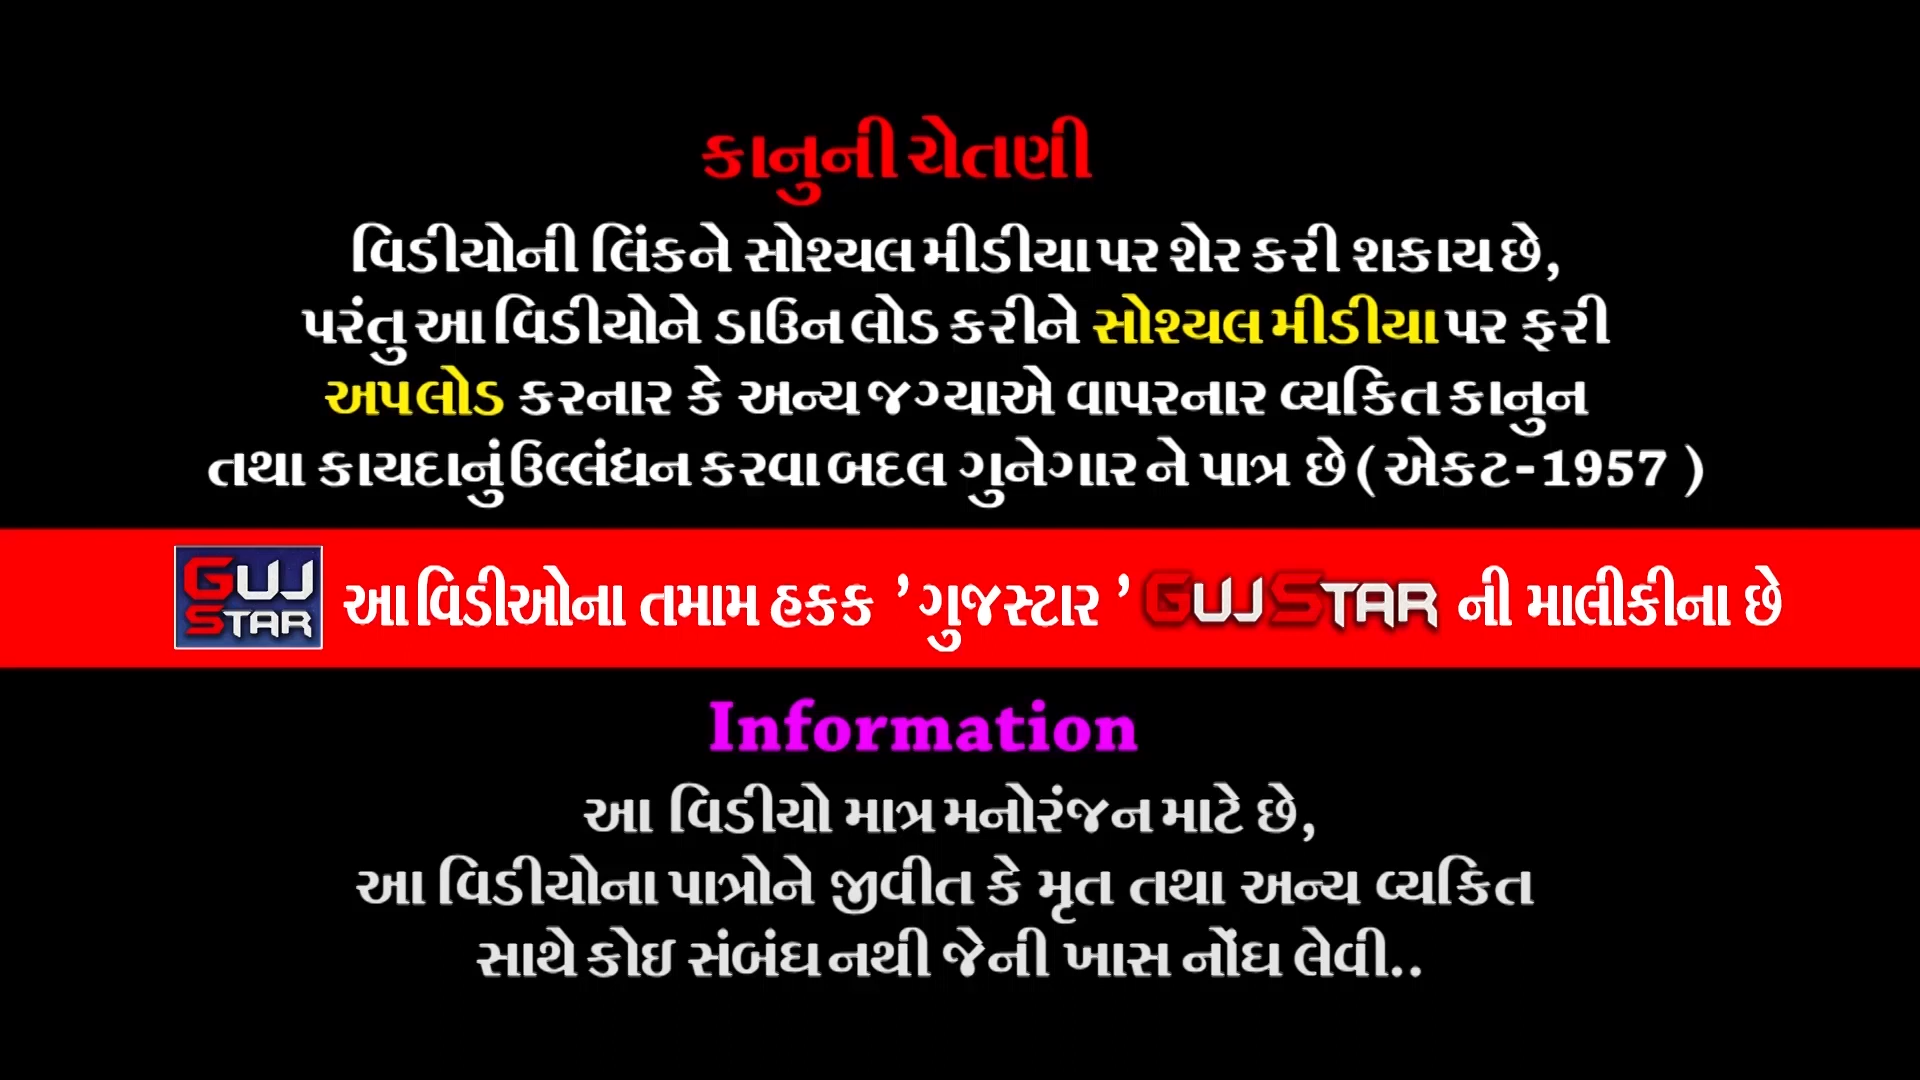 કાનુની ચેતણી
વિડીયોની લિંકને સોશ્યલ મીડીયા પર શેર કરી શકાય છે,
પરંતુ આ વિડીયોને ડાઉનલોડ કરીને સોશ્યલ મીડીયા પર ફરી
અપલોડ કરનાર કે અન્ય જગ્યાએ વાપરનાર વ્યકિત કાનુન
તથા કાયદાનું ઉલ્લંઘન કરવા બદલ ગુનેગાર ને પાત્ર છે ( એકટ-1957 )
GUJ STAR આ વિડીઓના તમામ હકક ’ ગુજસ્ટાર ’ GUJ STAR ની માલીકીના છે
Information
આ વિડીયો માત્ર મનોરંજન માટે છે,
આ વિડીયોના પાત્રોને જીવીત કે મૃત તથા અન્ય વ્યકિત
સાથે કોઇ સંબંઘ નથી જેની ખાસ નોંઘ લેવી..